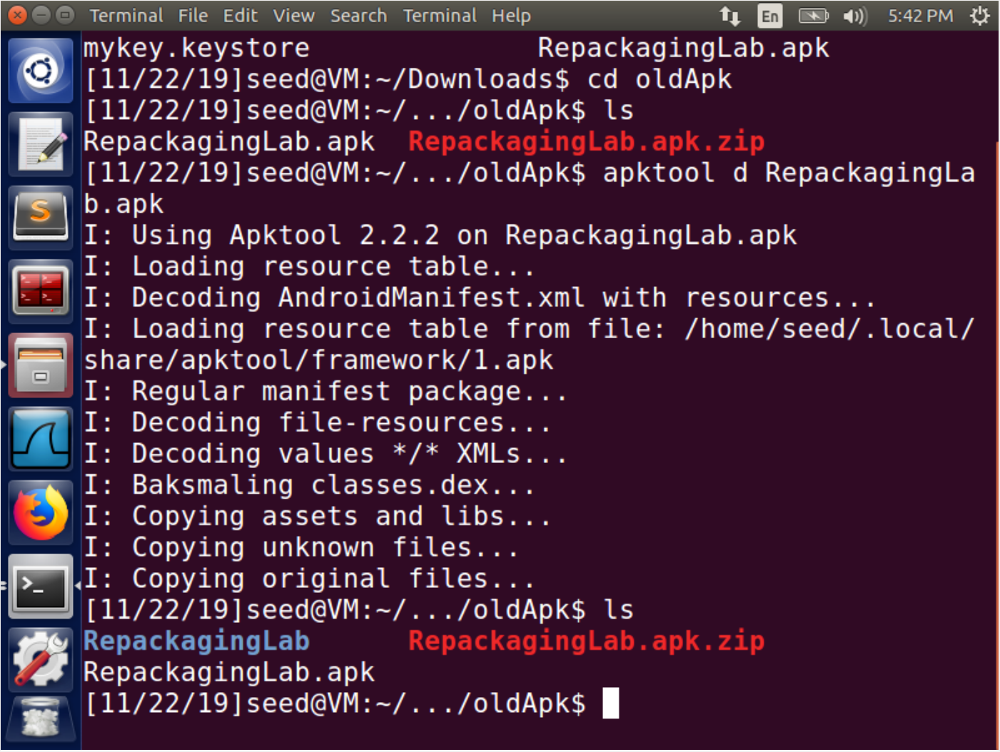 Terminal File Edit View Search Terminal Help En 5:42 PM
mykey.keystore RepackagingLab.apk
[11/22/19]seed@VM:~/Downloads$ cd oldApk
[11/22/19]seed@VM:~/.../oldApk$ ls
RepackagingLab.apk RepackagingLab.apk.zip
[11/22/19]seed@VM:~/.../oldApk$ apktool d RepackagingLa
b.apk
I: Using Apktool 2.2.2 on RepackagingLab.apk
I: Loading resource table...
I: Decoding AndroidManifest.xml with resources...
I: Loading resource table from file: /home/seed/.local/
share/apktool/framework/1.apk
I: Regular manifest package...
I: Decoding file-resources...
I: Decoding values */* XMLs...
I: Baksmaling classes.dex...
I: Copying assets and libs...
I: Copying unknown files...
I: Copying original files...
[11/22/19]seed@VM:~/.../oldApk$ ls
RepackagingLab RepackagingLab.apk.zip
RepackagingLab.apk
[11/22/19]seed@VM:~/.../oldApk$